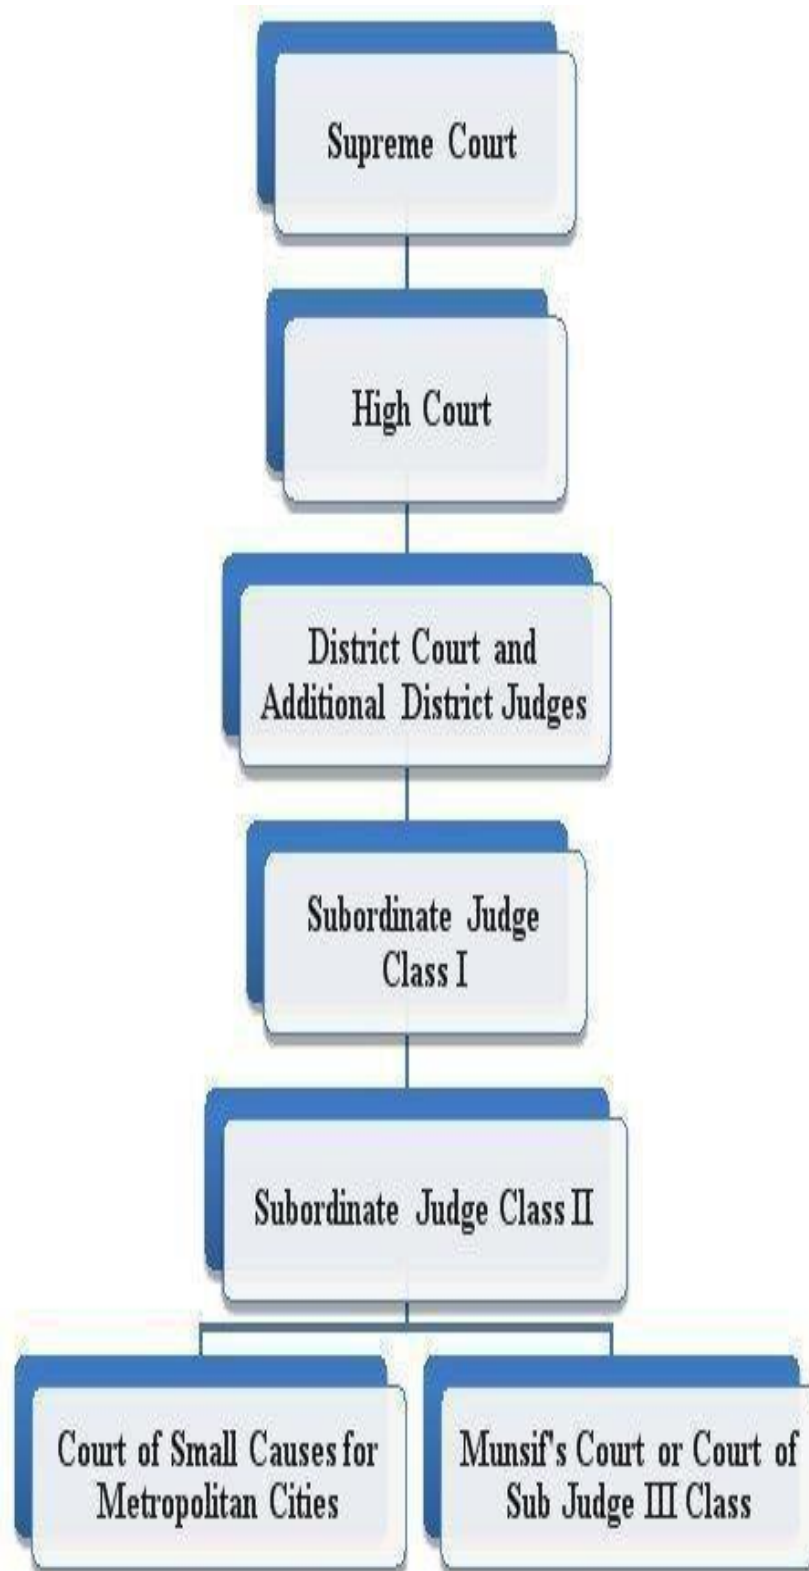 Supreme Court
High Court
District Court and
Additional District Judges
Subordinate Judge
Class I
Subordinate Judge Class II
Court of Small Causes for
Metropolitan Cities
Munsif's Court or Court of
Sub Judge III Class